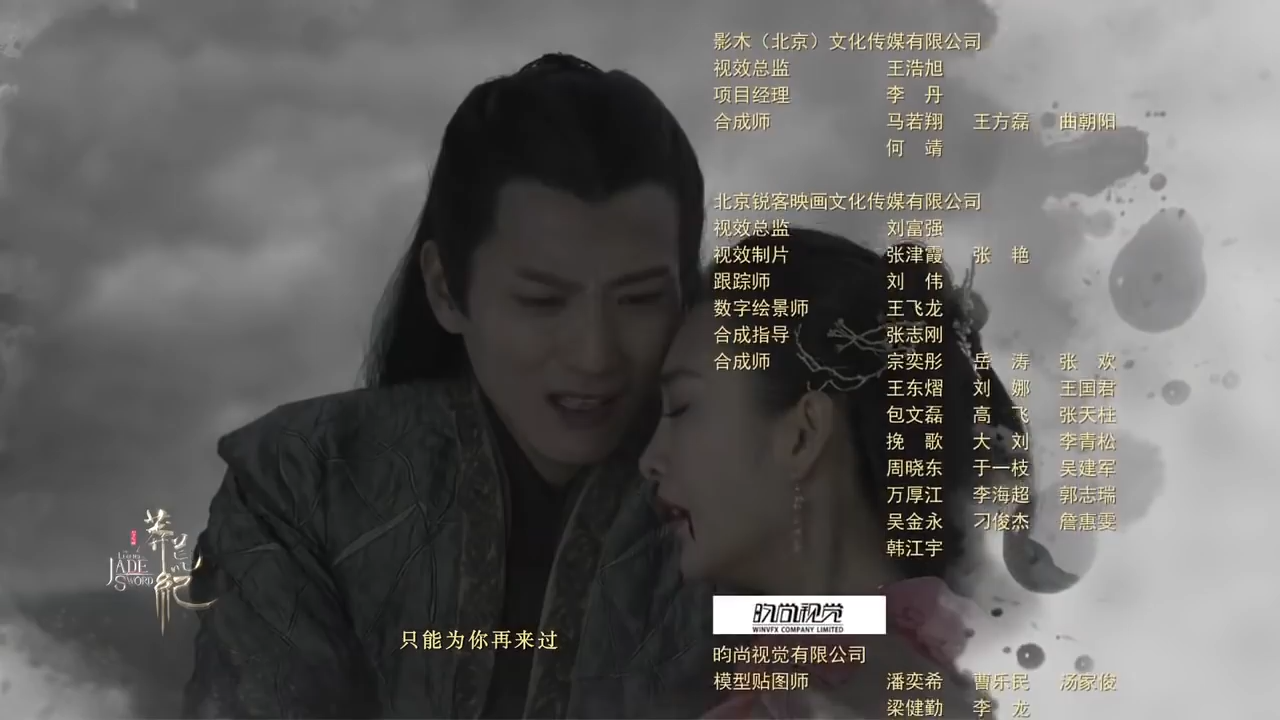 影木（北京）文化传媒有限公司
视效总监 王浩旭
项目经理 李 丹
合成师 马若翔 王方磊 曲朝阳
何 靖
北京锐客映画文化传媒有限公司
视效总监 刘富强
视效制片 张津霞 张 艳
跟踪师 刘 伟
数字绘景师 王飞龙
合成指导 张志刚
合成师 宗奕彤 岳 涛 张 欢
王东熠 刘 娜 王国君
包文磊 高 飞 张天柱
挽 歌 大 刘 李青松
周晓东 于一枝 吴建军
万厚江 李海超 郭志瑞
吴金永 刁俊杰 詹惠雯
韩江宇
莽荒纪
JADE
SWORD
昀尚视觉
WINVFX COMPANY LIMITED
只能为你再来过
昀尚视觉有限公司
模型贴图师 潘奕希 曹乐民 汤家俊
梁健勤 李 龙